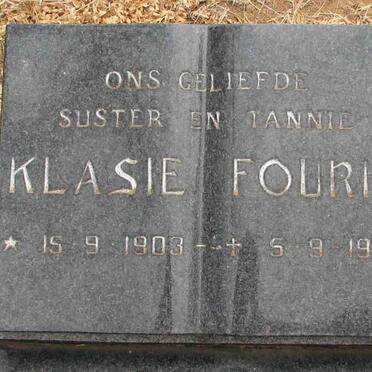 ONS GELIEFDE
SUSTER EN TANNIE
KLASIE FOURI
* 15·9·1903 - + 5·9·19